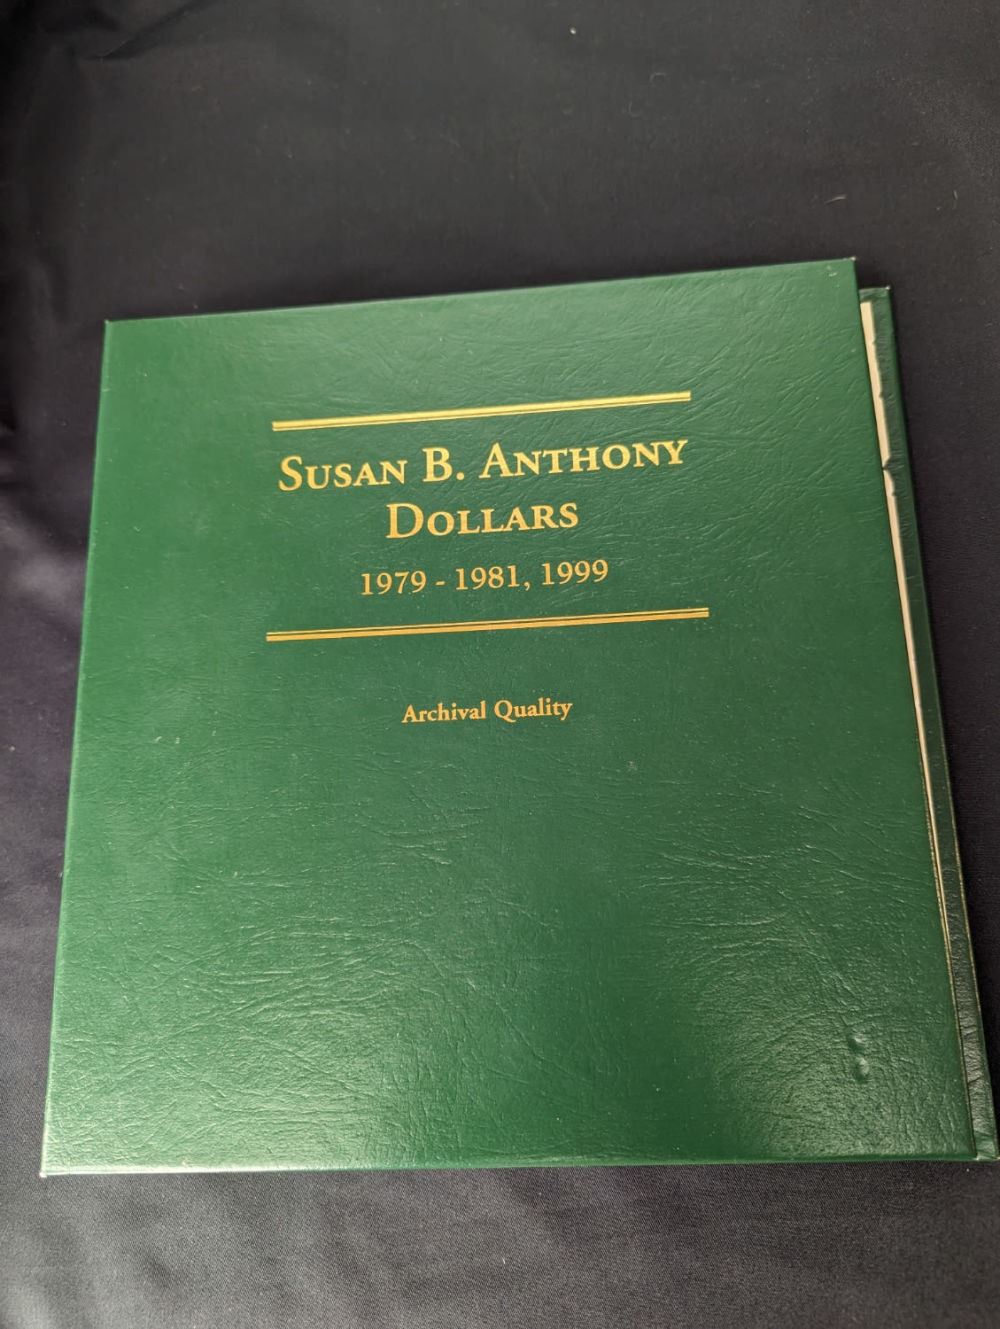 Susan B. Anthony
Dollars
1979 - 1981, 1999
Archival Quality